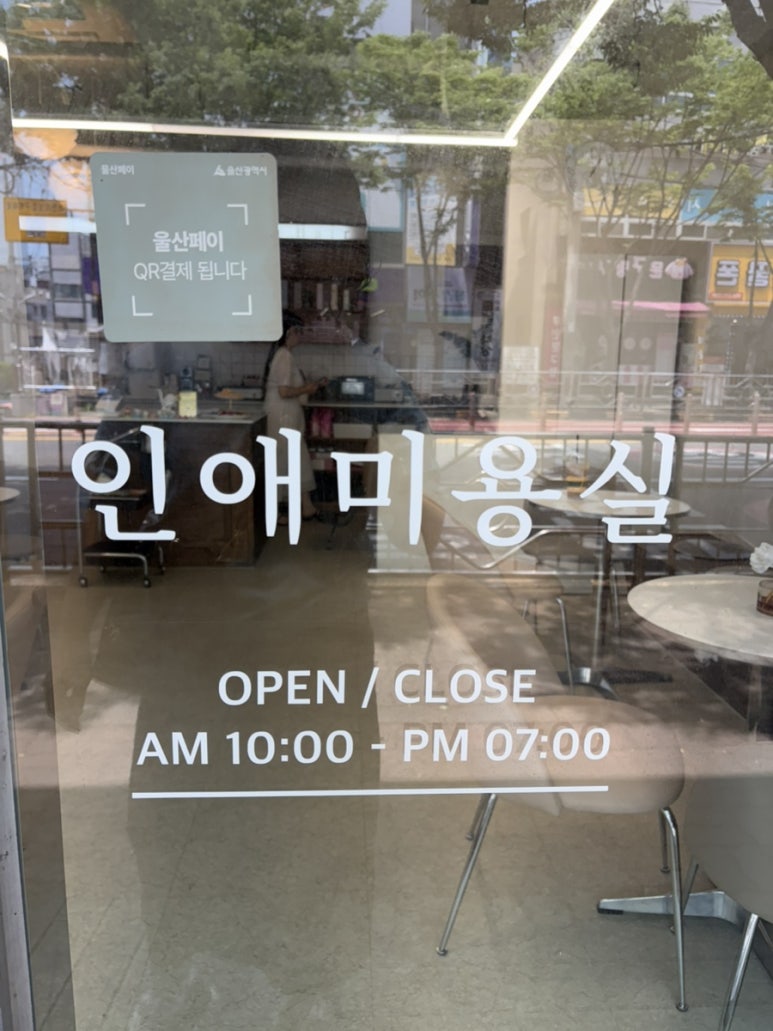 울산페이 울산광역시
울산페이
QR결제 됩니다
인애미용실
OPEN / CLOSE
AM 10:00 - PM 07:00